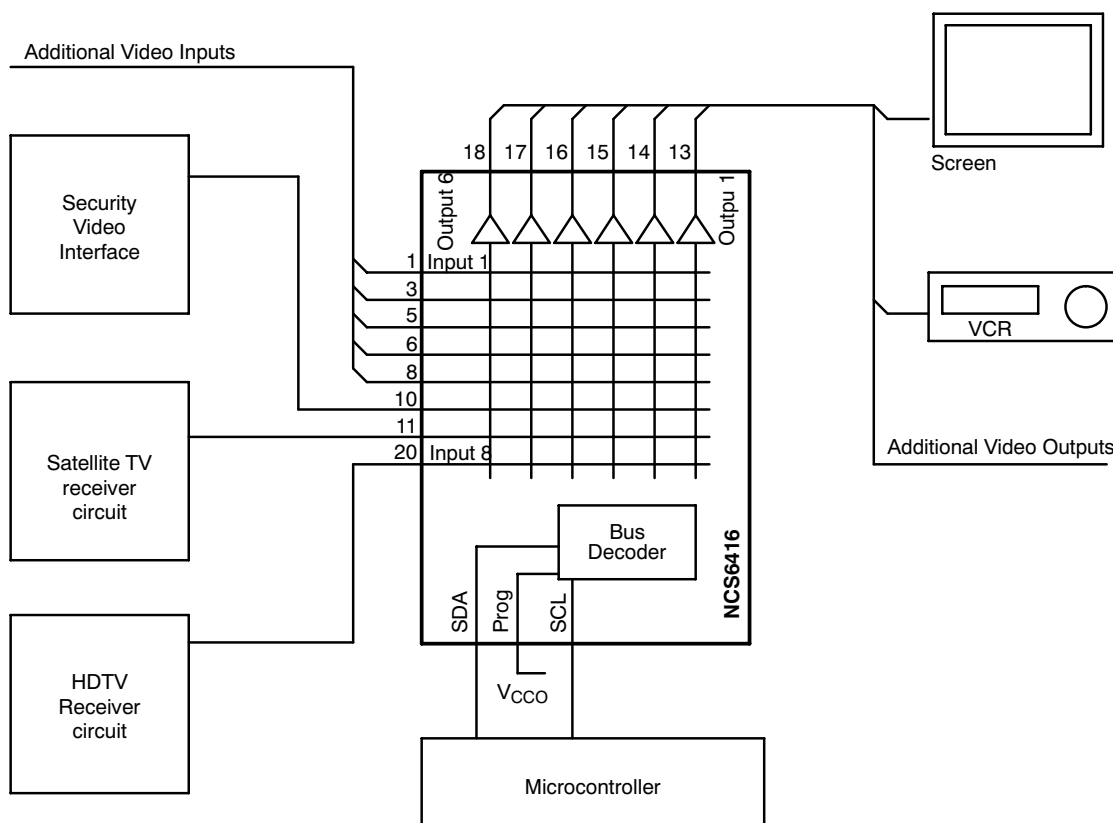 Additional Video Inputs
Security
Video
Interface
Satellite TV
receiver
circuit
HDTV
Receiver
circuit
18 17 16 15 14 13
Output 6
Outpu 1
1 Input 1
3
5
6
8
10
11
20 Input 8
Bus
Decoder
NCS6416
SDA
Prog
SCL
VCCO
Microcontroller
Screen
VCR
Additional Video Outputs